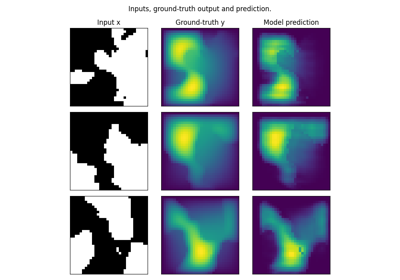 Inputs, ground-truth output and prediction.
Input x
Ground-truth y
Model prediction